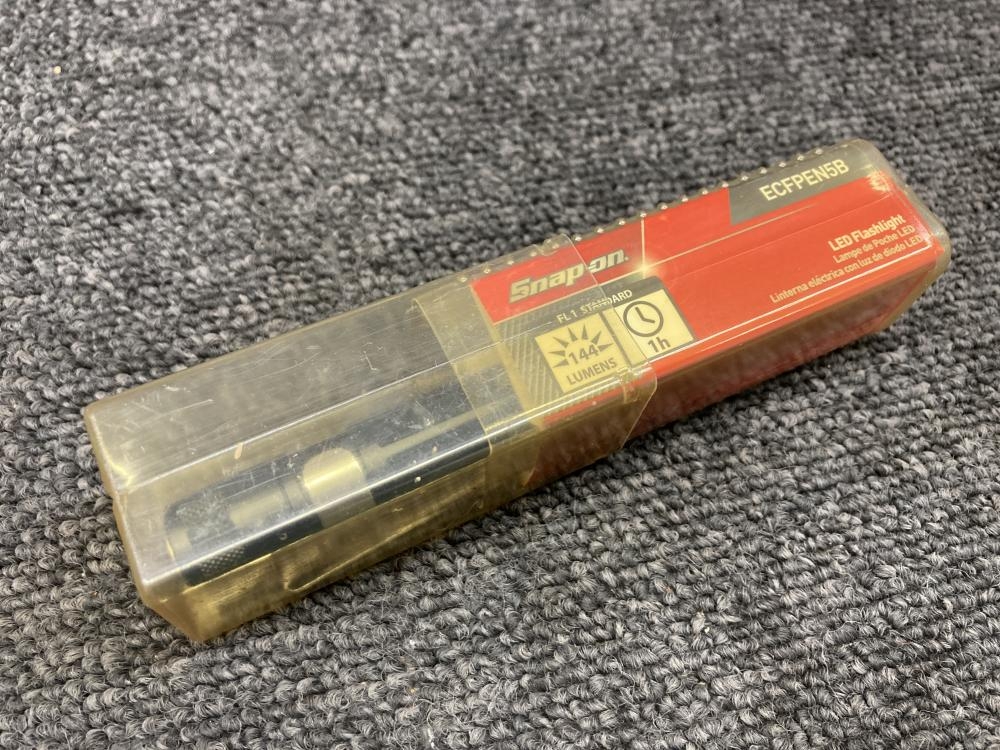 ECFPEN5B
LED Flashlight
Lampe de Poche LED
Linterna eléctrica con luz de diodo LED
Snap-on
FL 1 STANDARD
144
LUMENS
1h